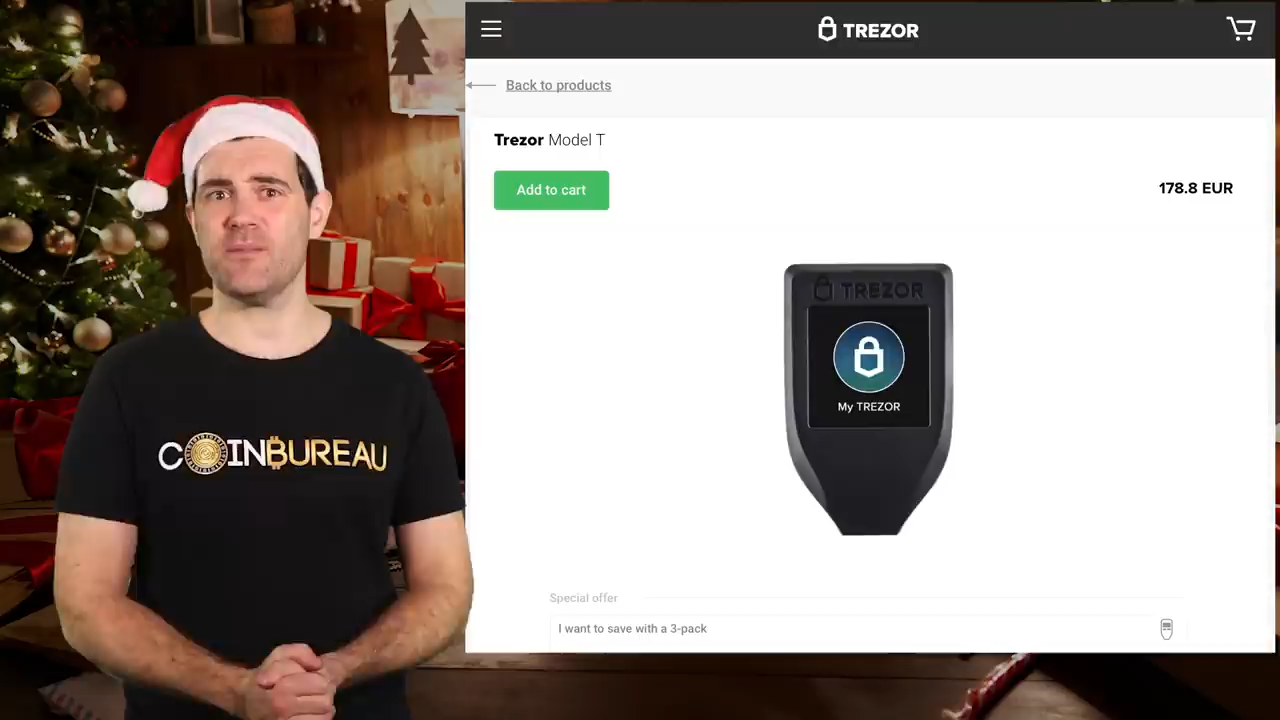 TREZOR
Back to products
Trezor Model T
Add to cart
178.8 EUR
TREZOR
My TREZOR
COINBUREAU
Special offer
I want to save with a 3-pack